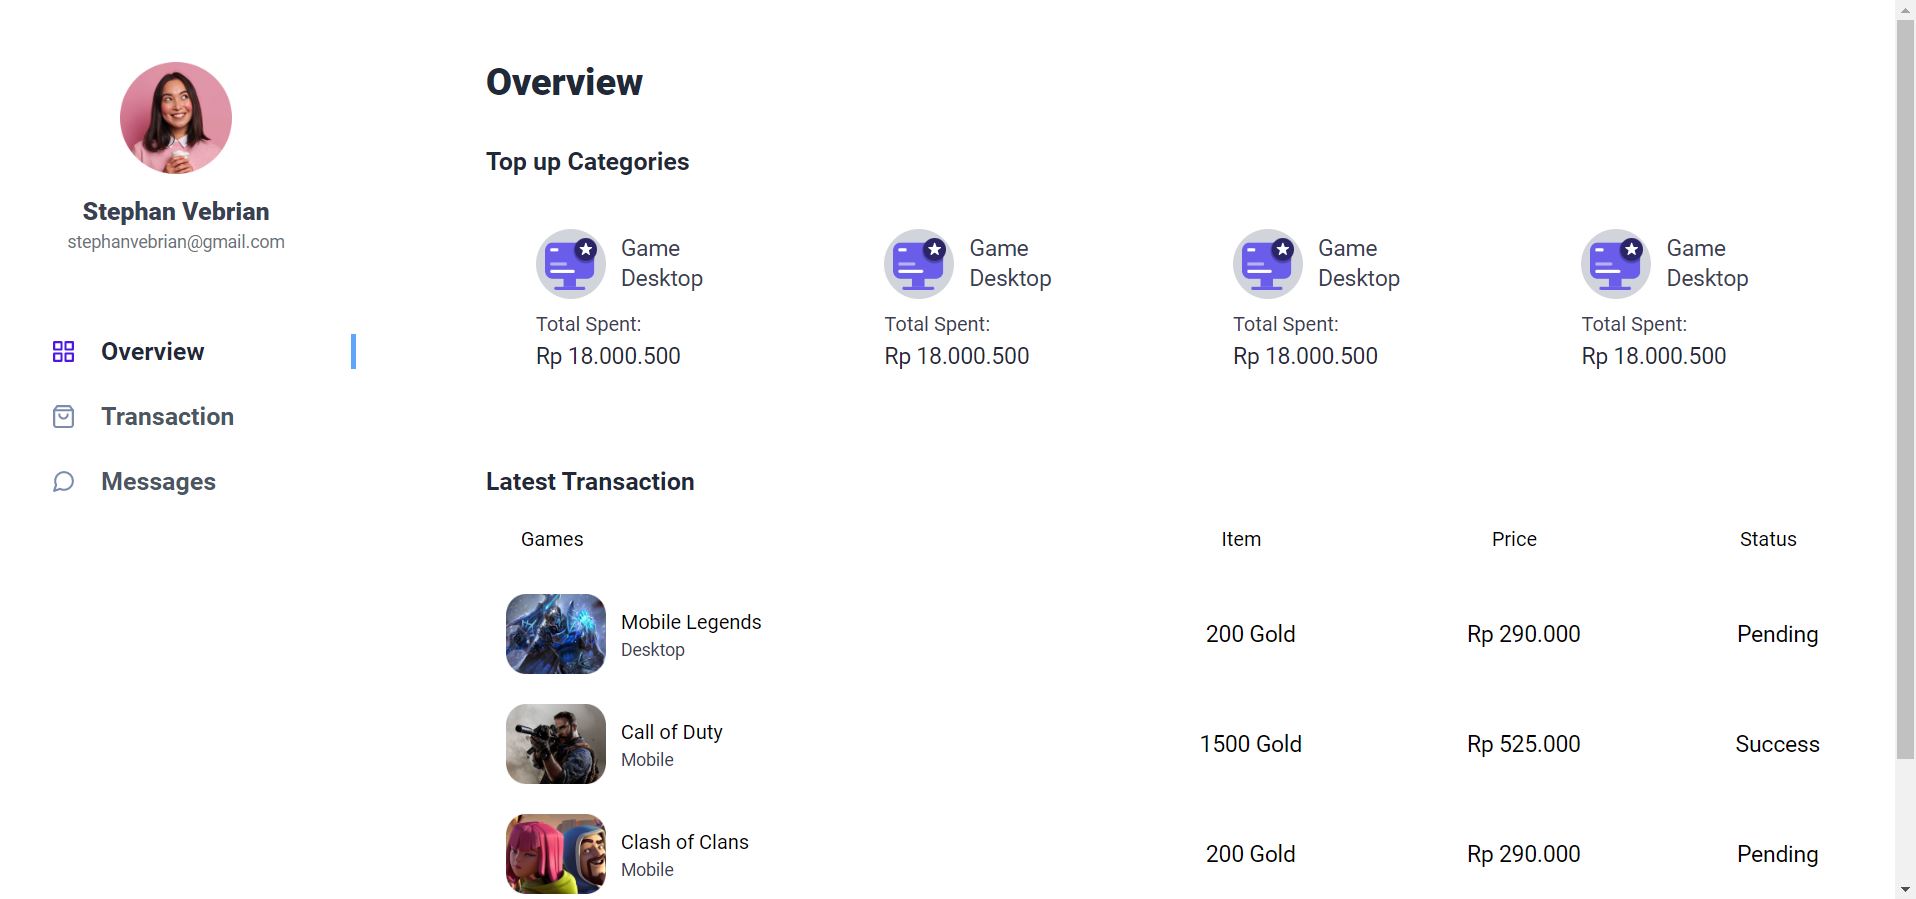 Stephan Vebrian
stephanvebrian@gmail.com
Overview
Transaction
Messages
Overview
Top up Categories
Game
Desktop
Total Spent:
Rp 18.000.500
Game
Desktop
Total Spent:
Rp 18.000.500
Game
Desktop
Total Spent:
Rp 18.000.500
Game
Desktop
Total Spent:
Rp 18.000.500
Latest Transaction
Games Item Price Status
Mobile Legends
Desktop
200 Gold Rp 290.000 Pending
Call of Duty
Mobile
1500 Gold Rp 525.000 Success
Clash of Clans
Mobile
200 Gold Rp 290.000 Pending